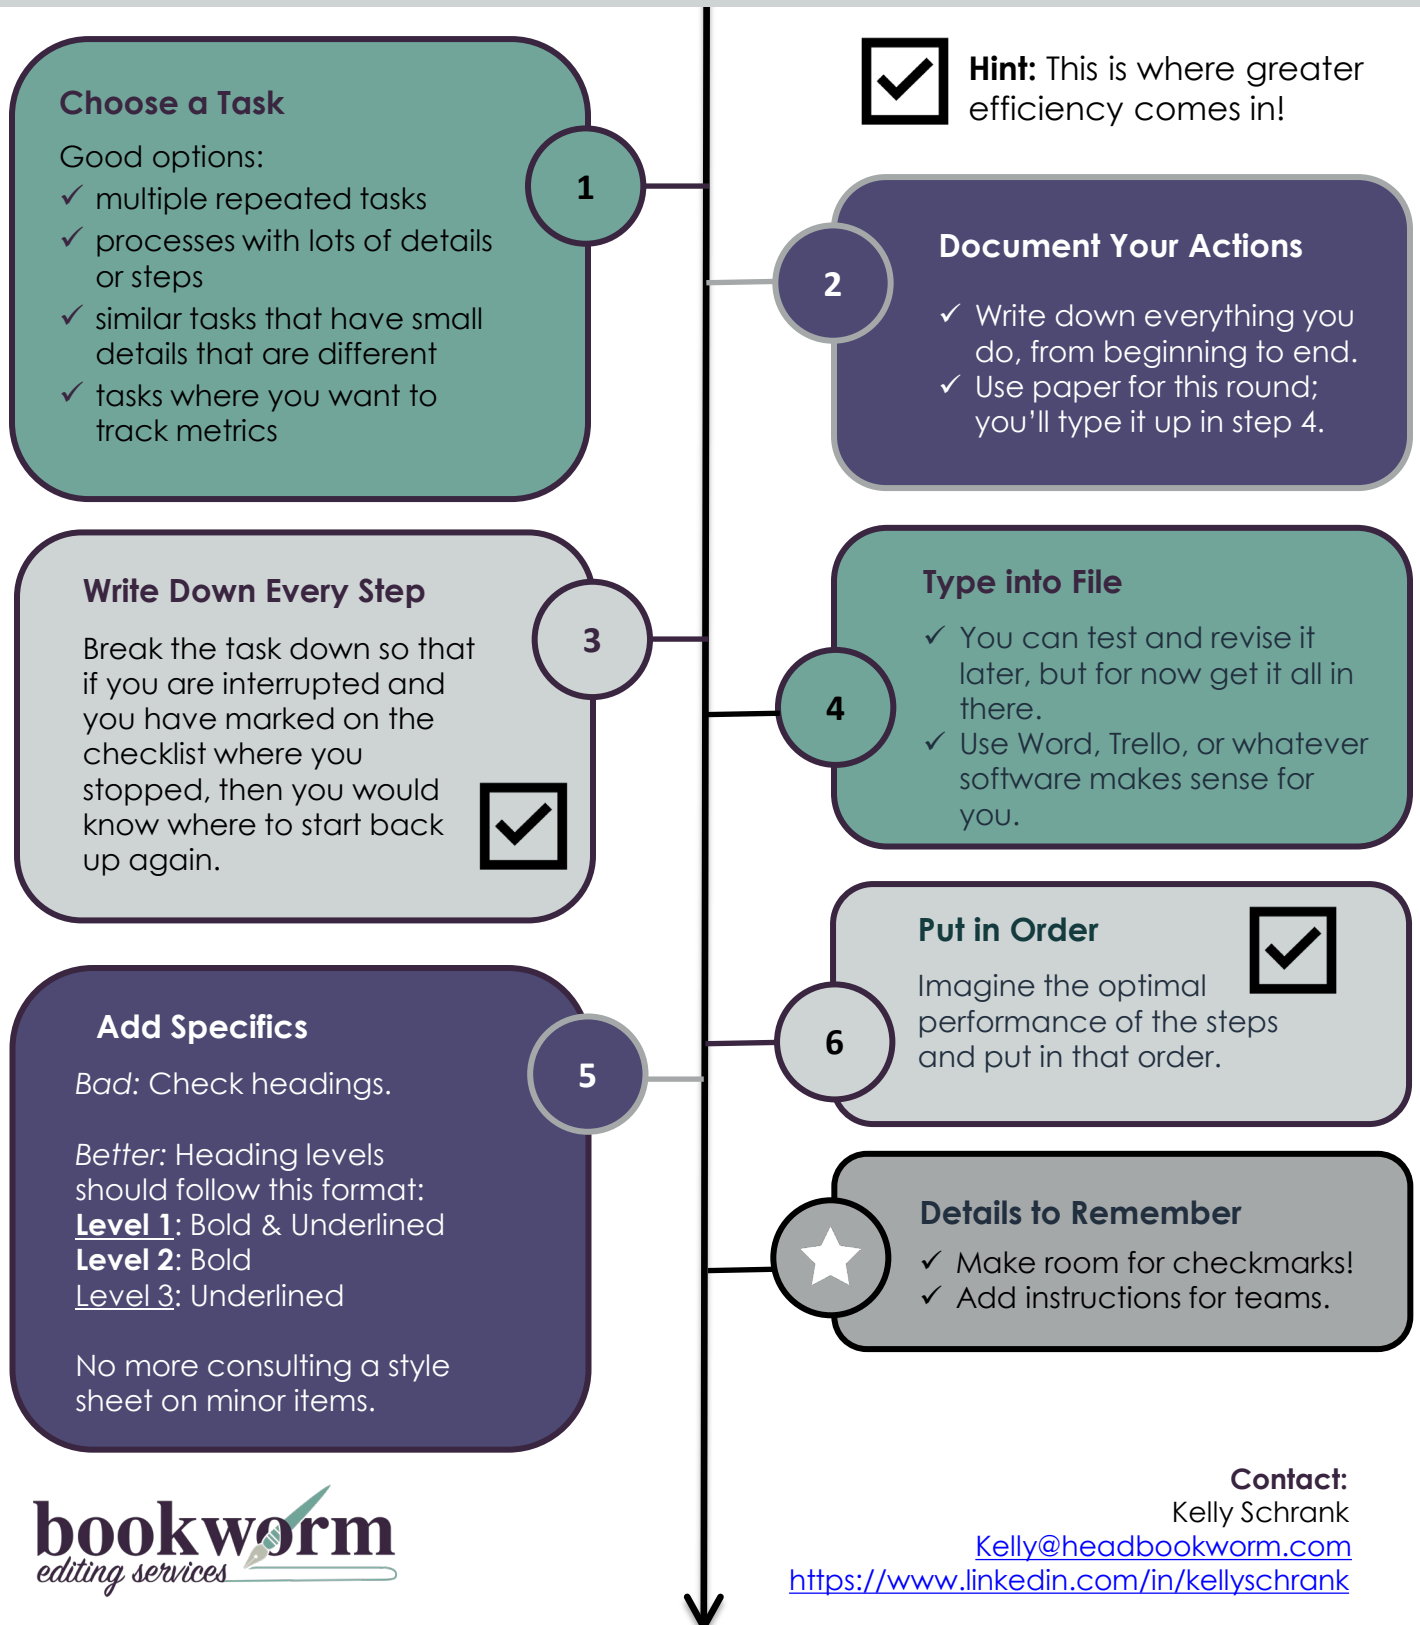 Choose a Task
Good options:
✓ multiple repeated tasks
✓ processes with lots of details
or steps
✓ similar tasks that have small
details that are different
✓ tasks where you want to
track metrics
1
Hint: This is where greater
efficiency comes in!
2
Document Your Actions
✓ Write down everything you
do, from beginning to end.
✓ Use paper for this round;
you’ll type it up in step 4.
3
Write Down Every Step
Break the task down so that
if you are interrupted and
you have marked on the
checklist where you
stopped, then you would
know where to start back
up again.
4
Type into File
✓ You can test and revise it
later, but for now get it all in
there.
✓ Use Word, Trello, or whatever
software makes sense for
you.
5
Add Specifics
Bad: Check headings.
Better: Heading levels
should follow this format:
Level 1: Bold & Underlined
Level 2: Bold
Level 3: Underlined
No more consulting a style
sheet on minor items.
6
Put in Order
Imagine the optimal
performance of the steps
and put in that order.
Details to Remember
✓ Make room for checkmarks!
✓ Add instructions for teams.
bookworm
editing services
Contact:
Kelly Schrank
Kelly@headbookworm.com
https://www.linkedin.com/in/kellyschrank